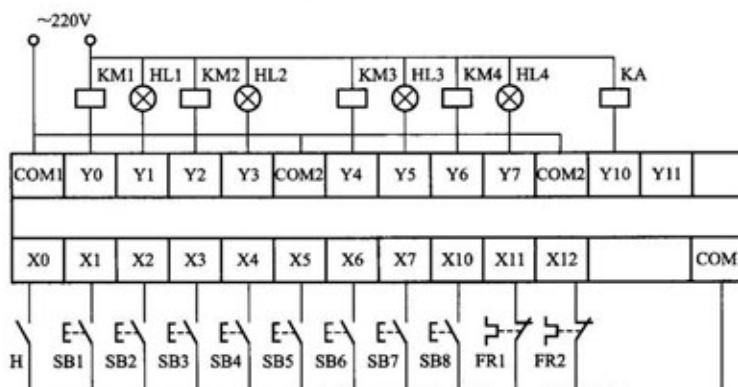 ~220V
KM1 HL1 KM2 HL2 KM3 HL3 KM4 HL4 KA
COM1 Y0 Y1 Y2 Y3 COM2 Y4 Y5 Y6 Y7 COM2 Y10 Y11
X0 X1 X2 X3 X4 X5 X6 X7 X10 X11 X12 COM
H SB1 SB2 SB3 SB4 SB5 SB6 SB7 SB8 FR1 FR2